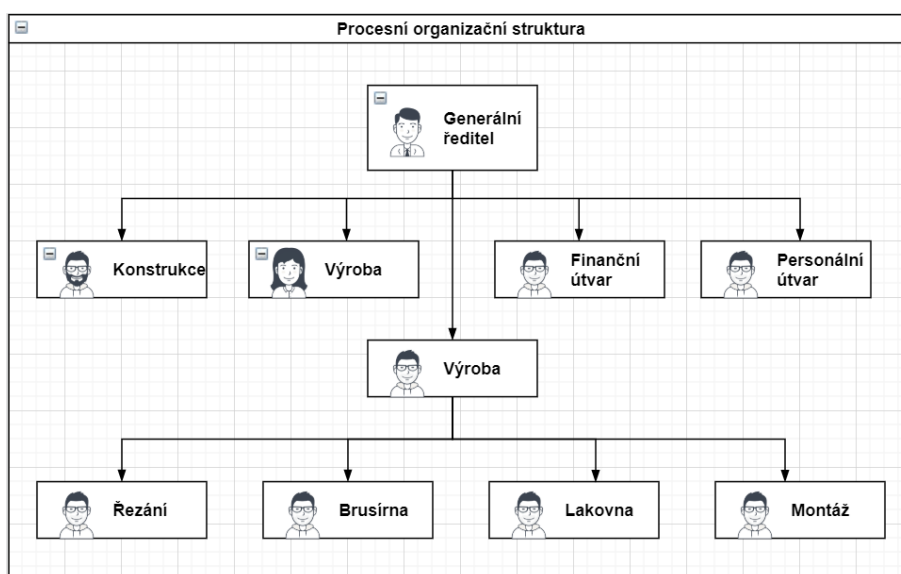 Procesní organizační struktura
Generální
ředitel
Konstrukce
Výroba
Finanční
útvar
Personální
útvar
Výroba
Řezání
Brusírna
Lakovna
Montáž